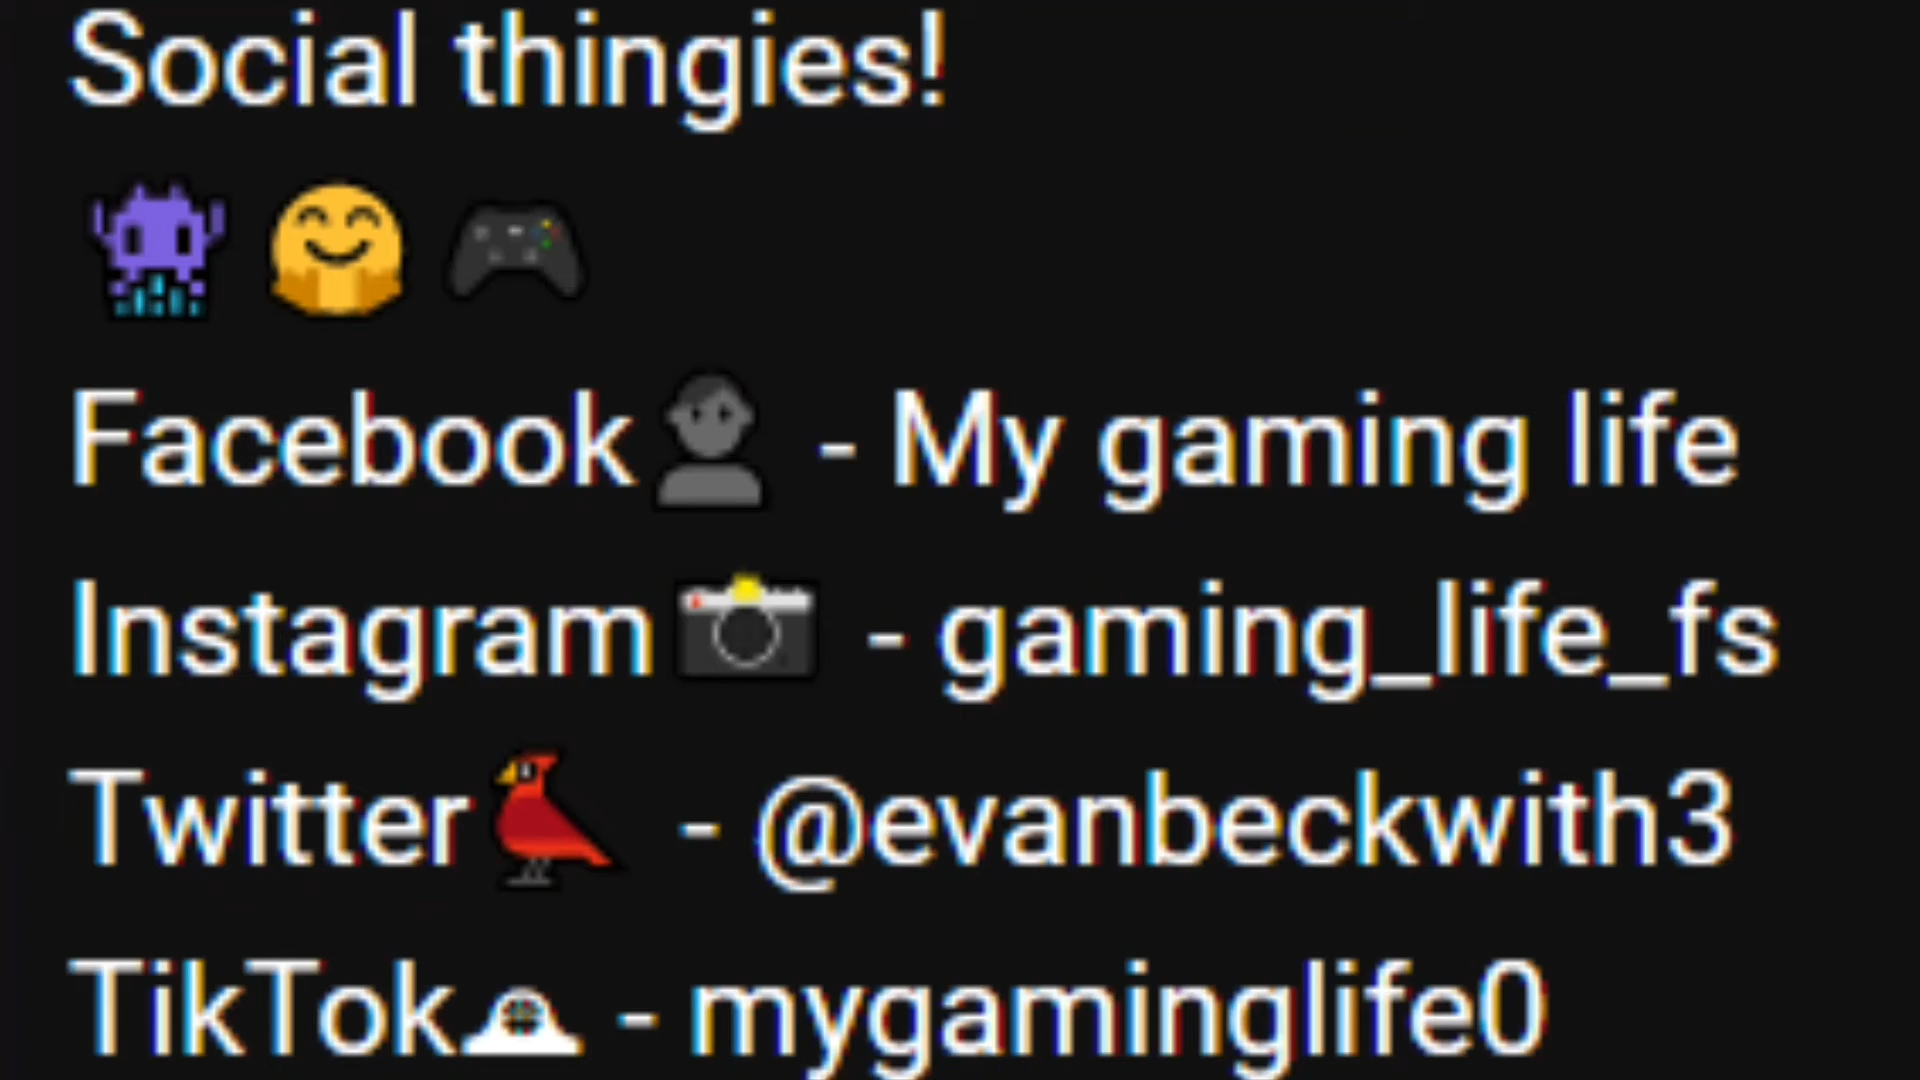 Social thingies!
👾 🤗 🎮
Facebook👤 - My gaming life
Instagram📷 - gaming_life_fs
Twitter🐦 - @evanbeckwith3
TikTok🕳 - mygaminglife0